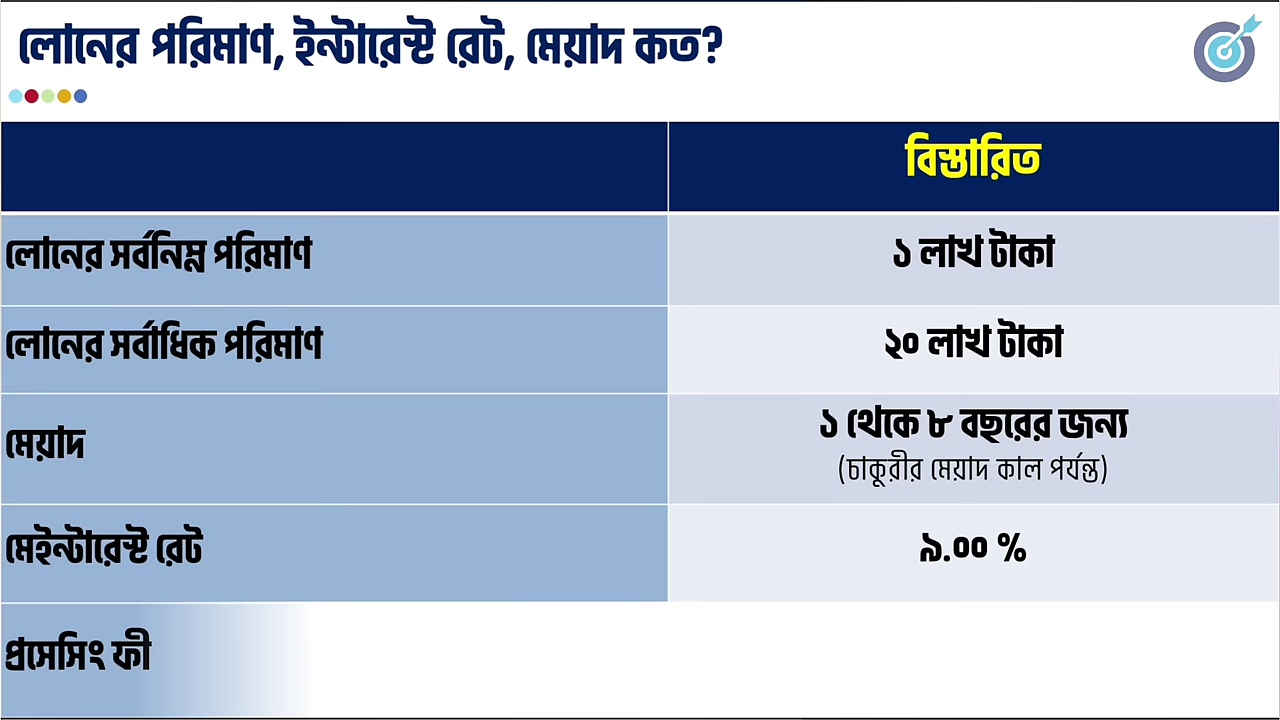 লোনের পরিমাণ, ইন্টারেস্ট রেট, মেয়াদ কত?
বিস্তারিত
লোনের সর্বনিম্ন পরিমাণ
১ লাখ টাকা
লোনের সর্বাধিক পরিমাণ
২০ লাখ টাকা
মেয়াদ
১ থেকে ৮ বছরের জন্য
(চাকুরীর মেয়াদ কাল পর্যন্ত)
মেইন্টারেস্ট রেট
৯.০০ %
প্রসেসিং ফী